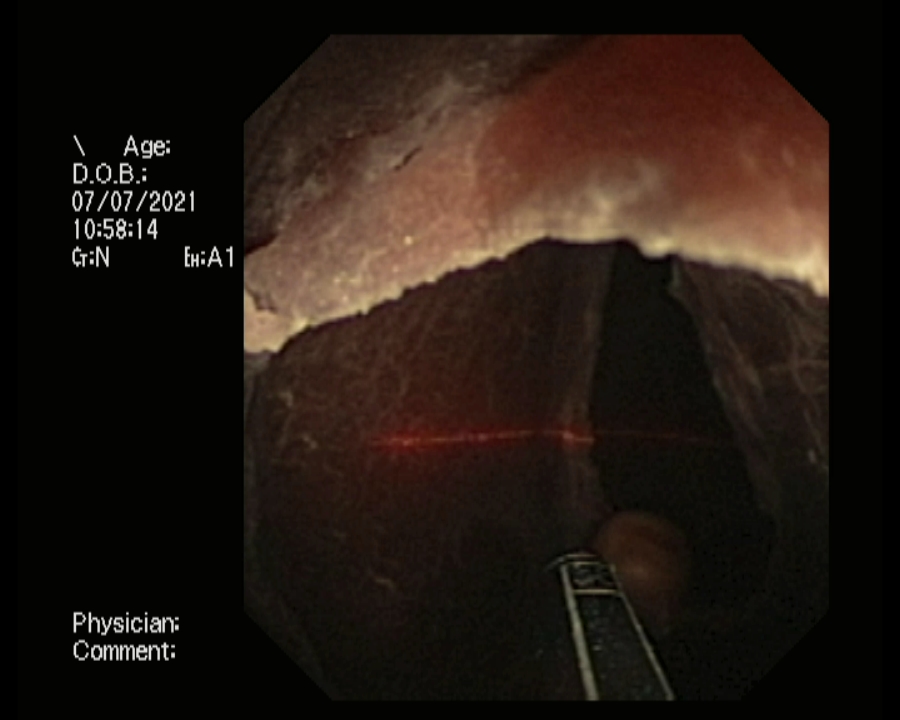 \ Age:
D.O.B.:
07/07/2021
10:58:14
Cr:N EH:A1
Physician:
Comment: